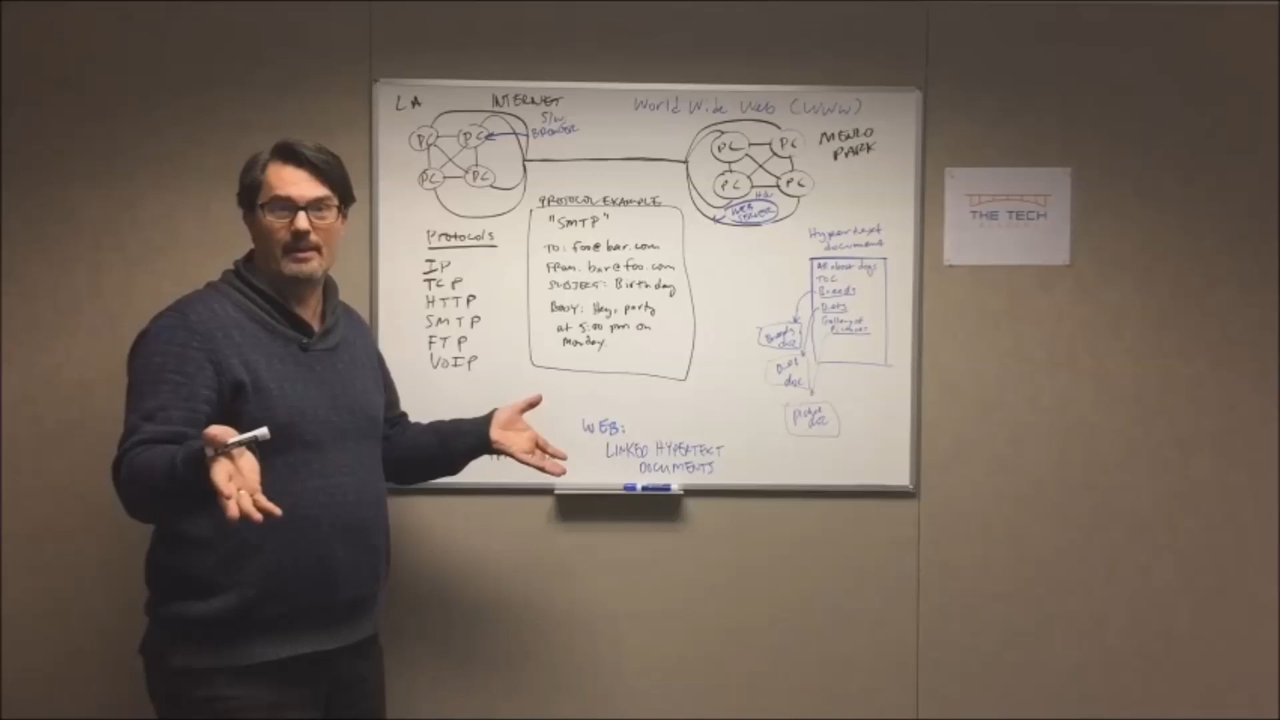 LA
INTERNET
World Wide Web (WWW)
S/W
BROWSER
PC PC
PC PC
PC PC
PC PC
MENLO
PARK
H/W
WEB
SERVER
Protocols
IP
TCP
HTTP
SMTP
FTP
VOIP
PROTOCOL EXAMPLE
"SMTP"
TO: foo@bar.com
From: bar@foo.com
SUBJECT: Birthday
BODY: Hey, party
at 5:00 pm on
Monday
Hypertext
document
All about dogs
TOC
Breeds
Diets
Gallery of
Pictures
Breeds
doc
Diet
doc
Picture
doc
WEB:
LINKED HYPERTEXT
DOCUMENTS
THE TECH
ACADEMY